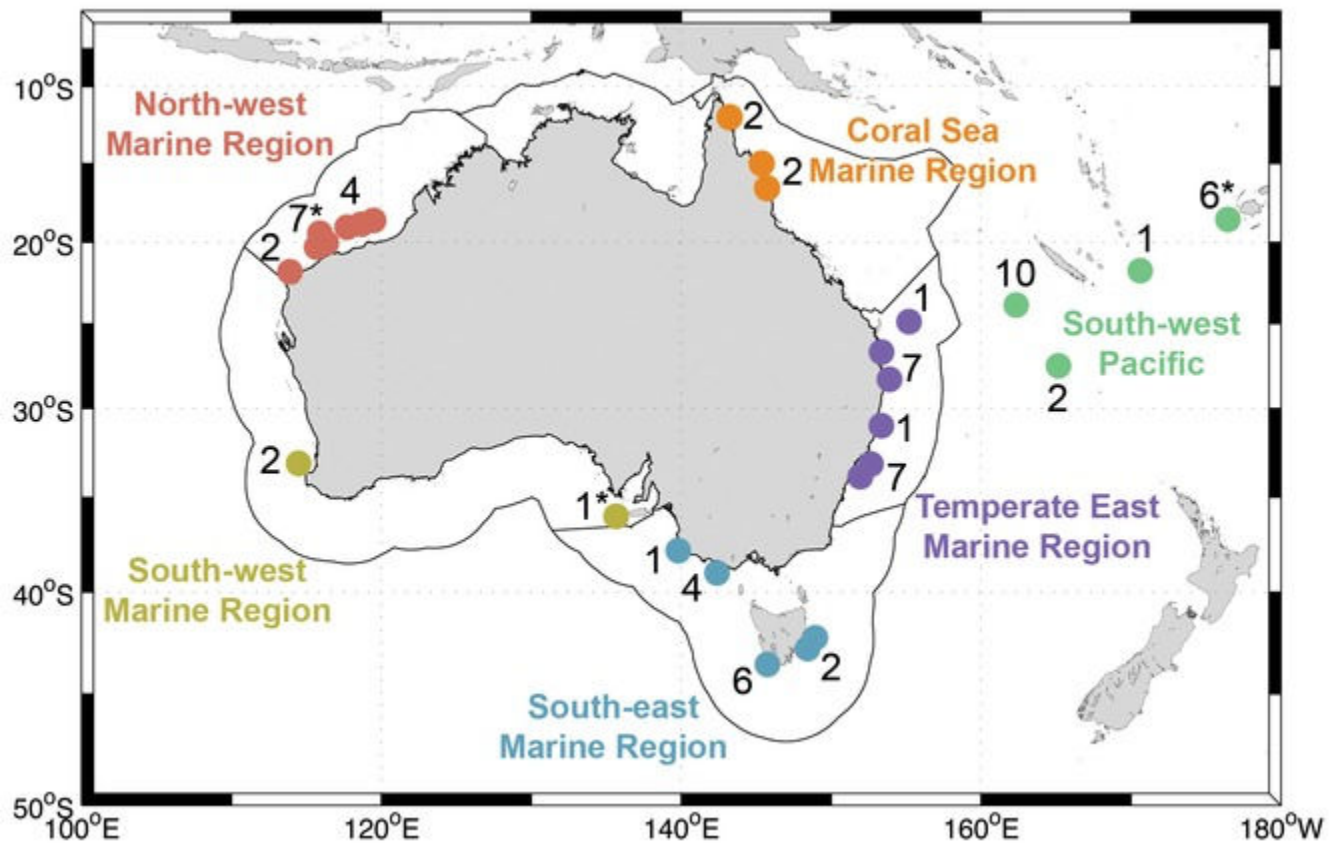 10°S
North-west
Marine Region
2
Coral Sea
Marine Region
2
4
7*
6*
20°S
2
1
10
1
South-west
Pacific
7
2
30°S
1
2
7
1*
Temperate East
Marine Region
1
South-west
Marine Region
4
40°S
2
6
South-east
Marine Region
50°S
100°E
120°E
140°E
160°E
180°W